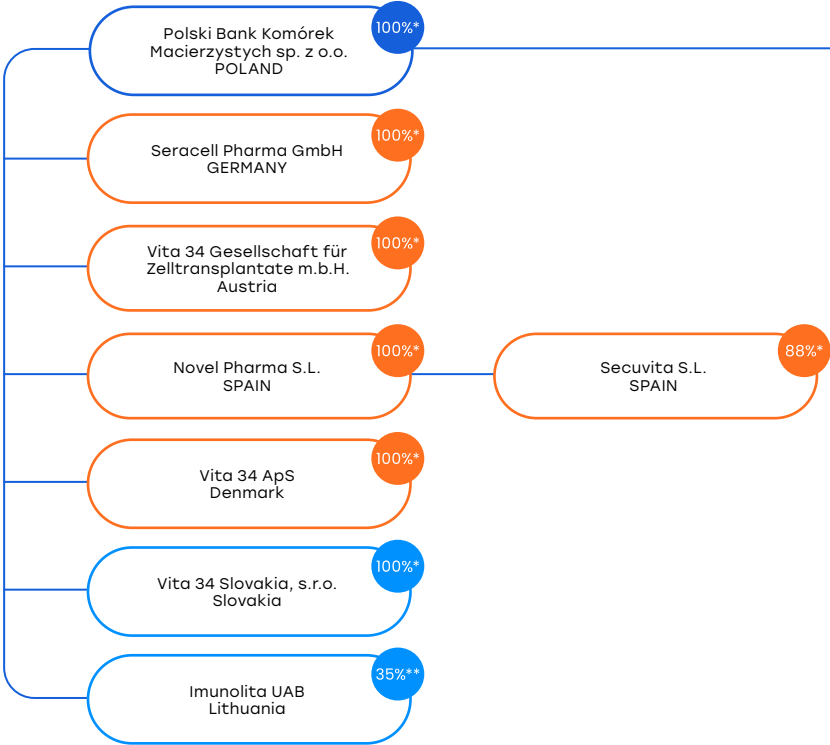 100%*
Polski Bank Komórek
Macierzystych sp. z o.o.
POLAND
100%*
Seracell Pharma GmbH
GERMANY
100%*
Vita 34 Gesellschaft für
Zelltransplantate m.b.H.
Austria
100%*
Novel Pharma S.L.
SPAIN
88%*
Secuvita S.L.
SPAIN
100%*
Vita 34 ApS
Denmark
100%*
Vita 34 Slovakia, s.r.o.
Slovakia
35%**
Imunolita UAB
Lithuania